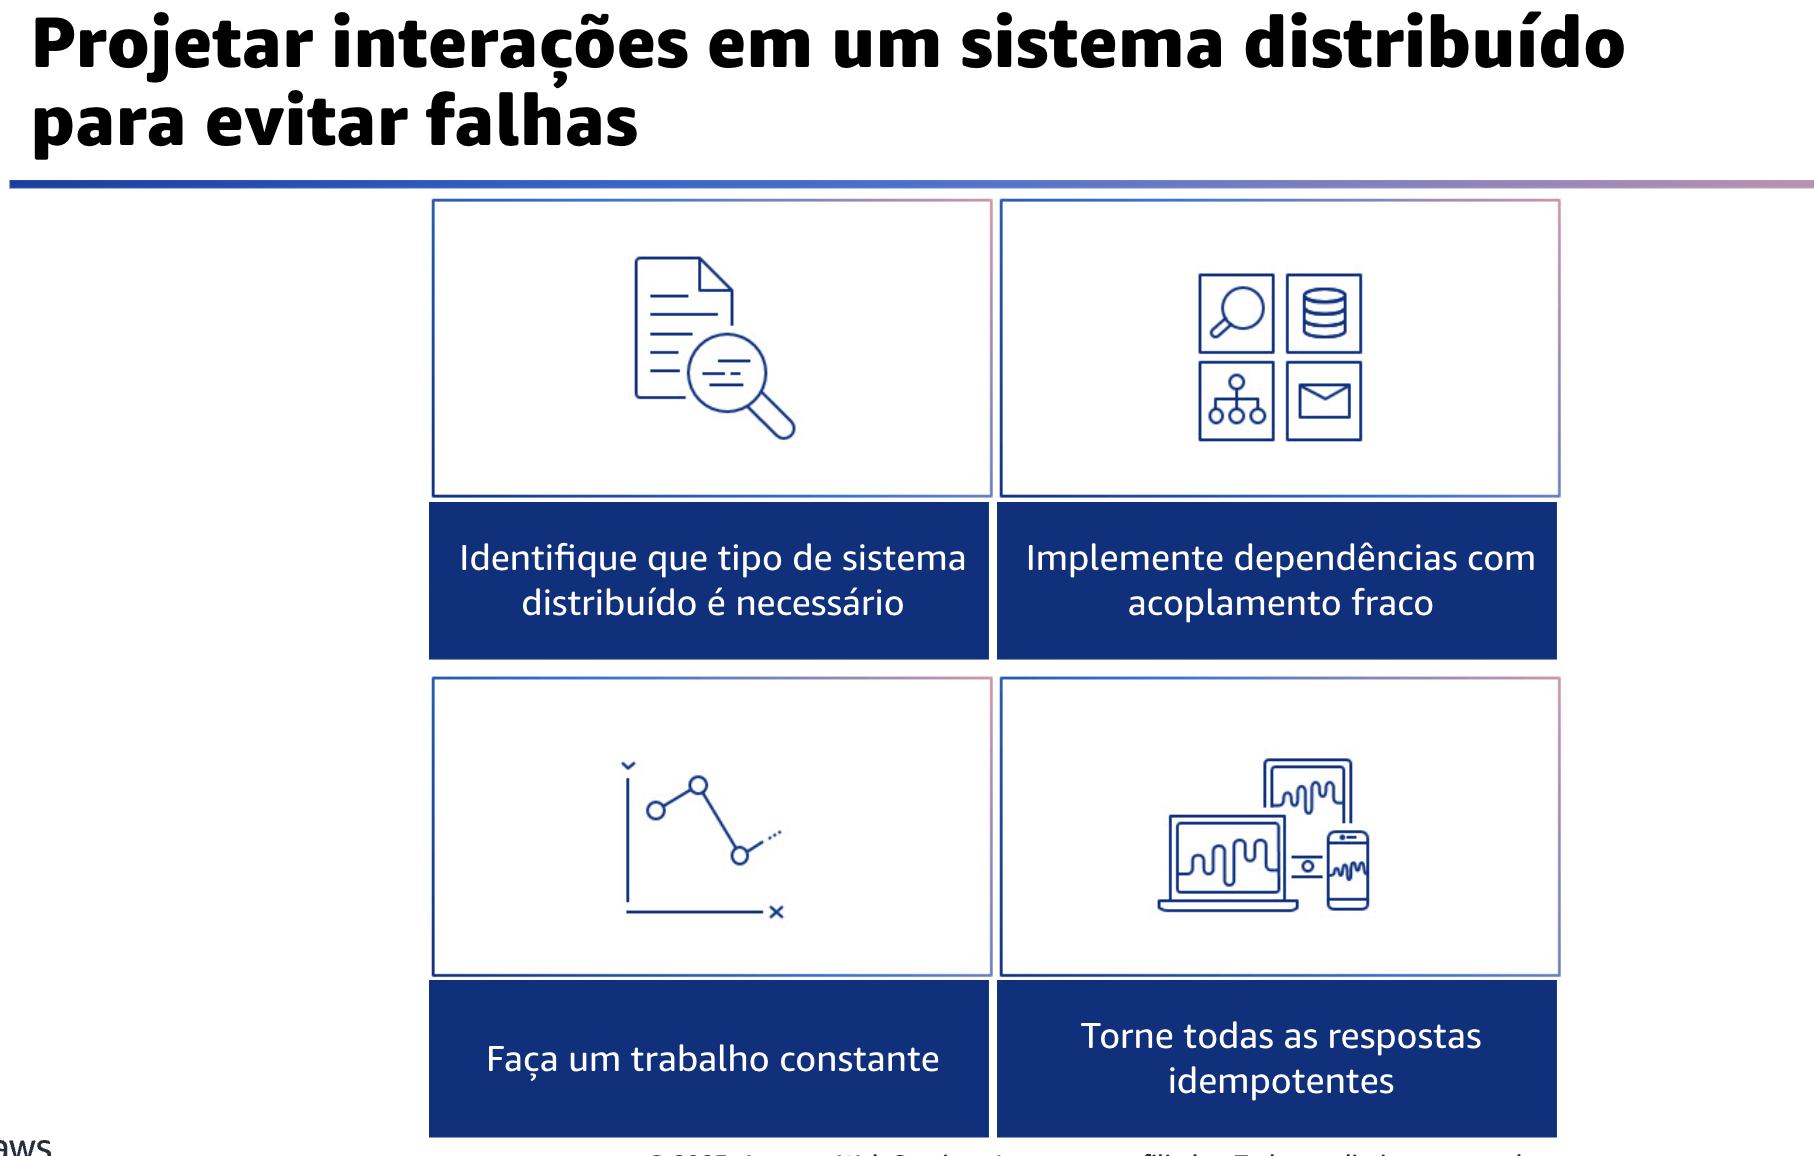 Projetar interações em um sistema distribuído
para evitar falhas
Identifique que tipo de sistema
distribuído é necessário
Implemente dependências com
acoplamento fraco
Faça um trabalho constante
Torne todas as respostas
idempotentes
aws